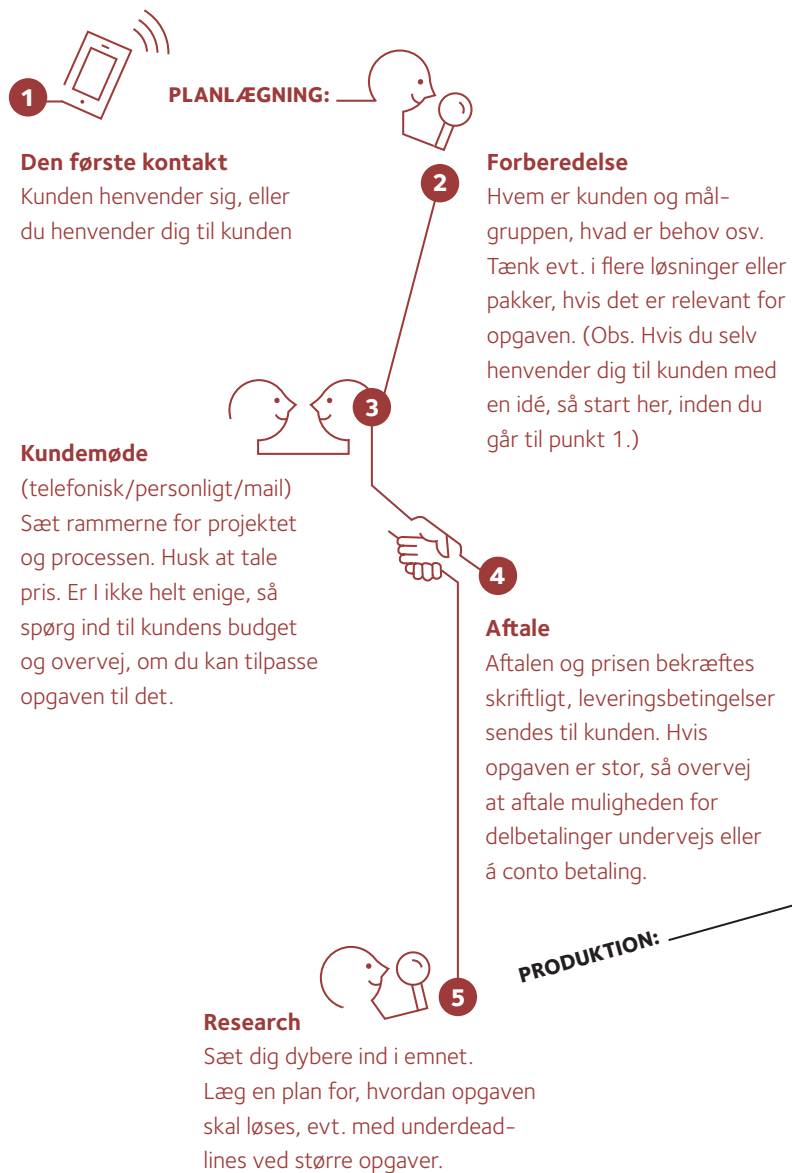 1
PLANLÆGNING:
Den første kontakt
Kunden henvender sig, eller
du henvender dig til kunden
2
Forberedelse
Hvem er kunden og mål-
gruppen, hvad er behov osv.
Tænk evt. i flere løsninger eller
pakker, hvis det er relevant for
opgaven. (Obs. Hvis du selv
henvender dig til kunden med
en idé, så start her, inden du
går til punkt 1.)
3
Kundemøde
(telefonisk/personligt/mail)
Sæt rammerne for projektet
og processen. Husk at tale
pris. Er I ikke helt enige, så
spørg ind til kundens budget
og overvej, om du kan tilpasse
opgaven til det.
4
Aftale
Aftalen og prisen bekræftes
skriftligt, leveringsbetingelser
sendes til kunden. Hvis
opgaven er stor, så overvej
at aftale muligheden for
delbetalinger undervejs eller
á conto betaling.
PRODUKTION:
5
Research
Sæt dig dybere ind i emnet.
Læg en plan for, hvordan opgaven
skal løses, evt. med underdead-
lines ved større opgaver.